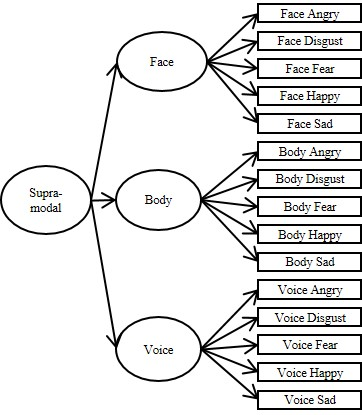 Face Angry
Face Disgust
Face Fear
Face Happy
Face Sad
Face
Body Angry
Body Disgust
Body Fear
Body Happy
Body Sad
Supra-
modal
Body
Voice Angry
Voice Disgust
Voice Fear
Voice Happy
Voice Sad
Voice